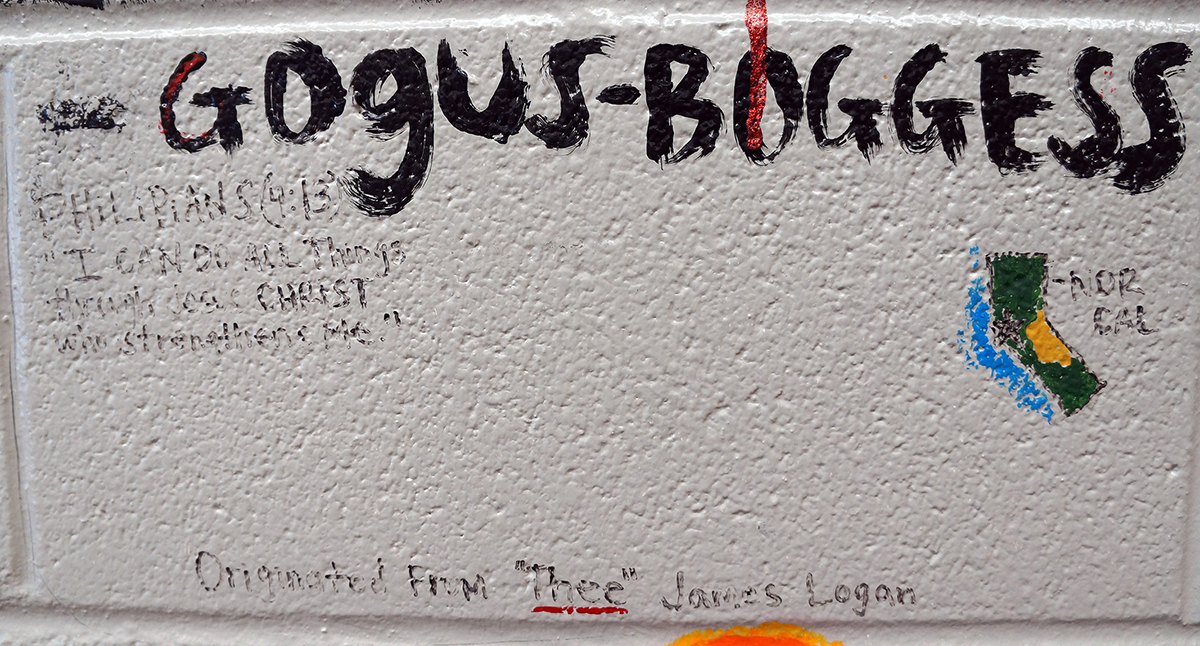 - GOgUS-BOGGESS
PHILIPIANS (4:13)
"I CAN DO ALL Things
through Jesus CHRIST
who strengthens Me."
-NOR
CAL
Originated From "Thee" James Logan